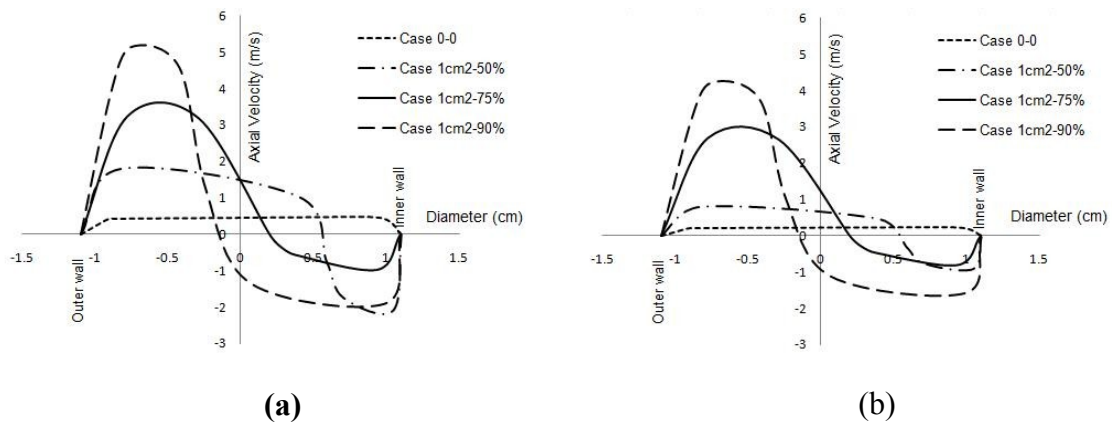 6
5
4
3
2
1
0
-1
-2
-3
-1.5
-1
-0.5
0
0.5
1
1.5
Axial Velocity (m/s)
Diameter (cm)
Outer wall
Inner wall
Case 0-0
Case 1cm2-50%
Case 1cm2-75%
Case 1cm2-90%
(a)
6
5
4
3
2
1
0
-1
-2
-3
-1.5
-1
-0.5
0
0.5
1
1.5
Axial Velocity (m/s)
Diameter (cm)
Outer wall
Inner wall
Case 0-0
Case 1cm2-50%
Case 1cm2-75%
Case 1cm2-90%
(b)